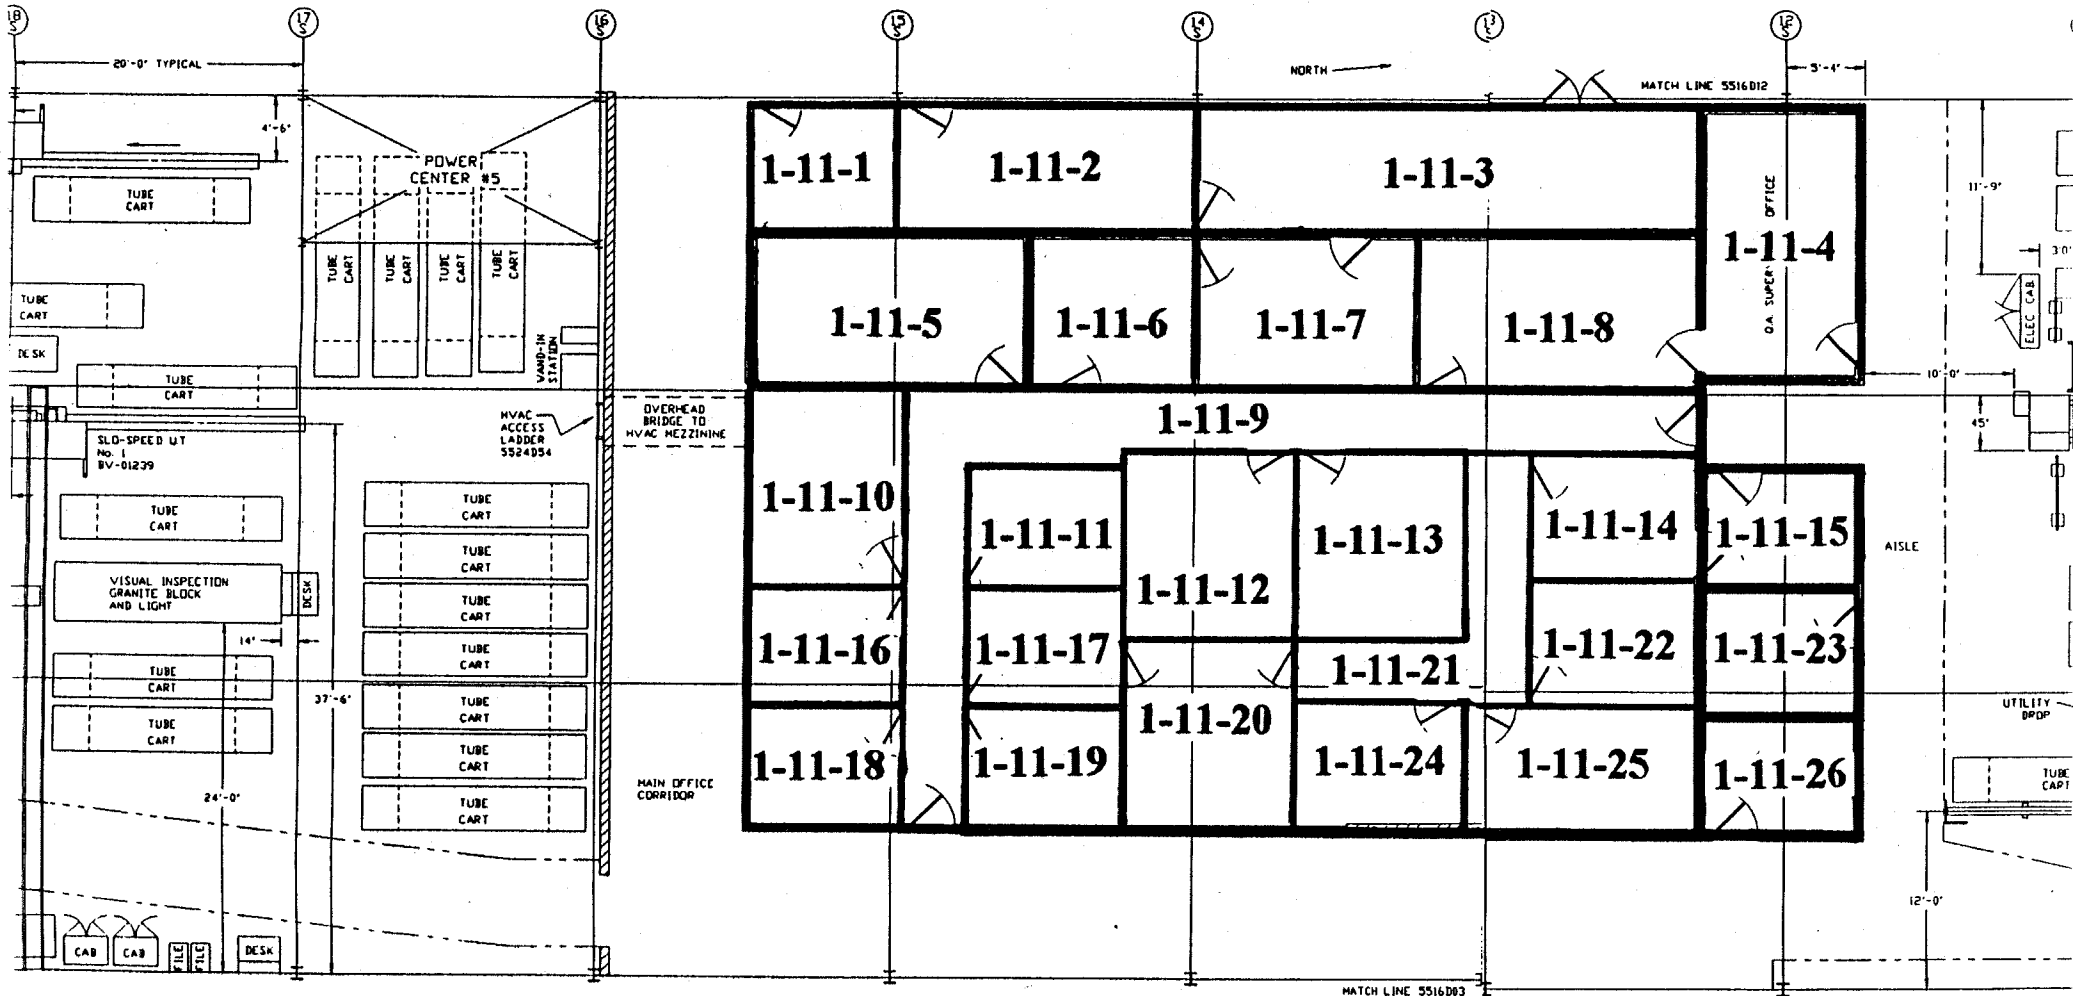 18 S
17 S
16 S
15 S
14 S
13
12 S
20'-0" TYPICAL
NORTH
MATCH LINE 5516D12
5'-4"
4'-6"
POWER
CENTER #5
TUBE
CART
TUBE
CART
TUBE
CART
TUBE
CART
TUBE
CART
TUBE
CART
DESK
TUBE
CART
HVAC
ACCESS
LADDER
5524D54
OVERHEAD
BRIDGE TO
HVAC MEZZININE
SLO-SPEED UT
No. 1
BV-01239
TUBE
CART
VISUAL INSPECTION
GRANITE BLOCK
AND LIGHT
DESK
14"
TUBE
CART
TUBE
CART
37'-6"
24'-0"
TUBE
CART
TUBE
CART
TUBE
CART
TUBE
CART
TUBE
CART
TUBE
CART
TUBE
CART
CAB
CAB
FILE
FILE
DESK
MAIN OFFICE
CORRIDOR
1-11-1
1-11-2
1-11-3
1-11-4
Q.A. OFFICE
1-11-5
1-11-6
1-11-7
1-11-8
1-11-9
1-11-10
1-11-11
1-11-12
1-11-13
1-11-14
1-11-15
1-11-16
1-11-17
1-11-18
1-11-19
1-11-20
1-11-21
1-11-22
1-11-23
1-11-24
1-11-25
1-11-26
11'-9"
3'0"
ELEC CAB
10'-0"
45"
AISLE
UTILITY
DROP
TUBE
CART
12'-0"
MATCH LINE 5516D03